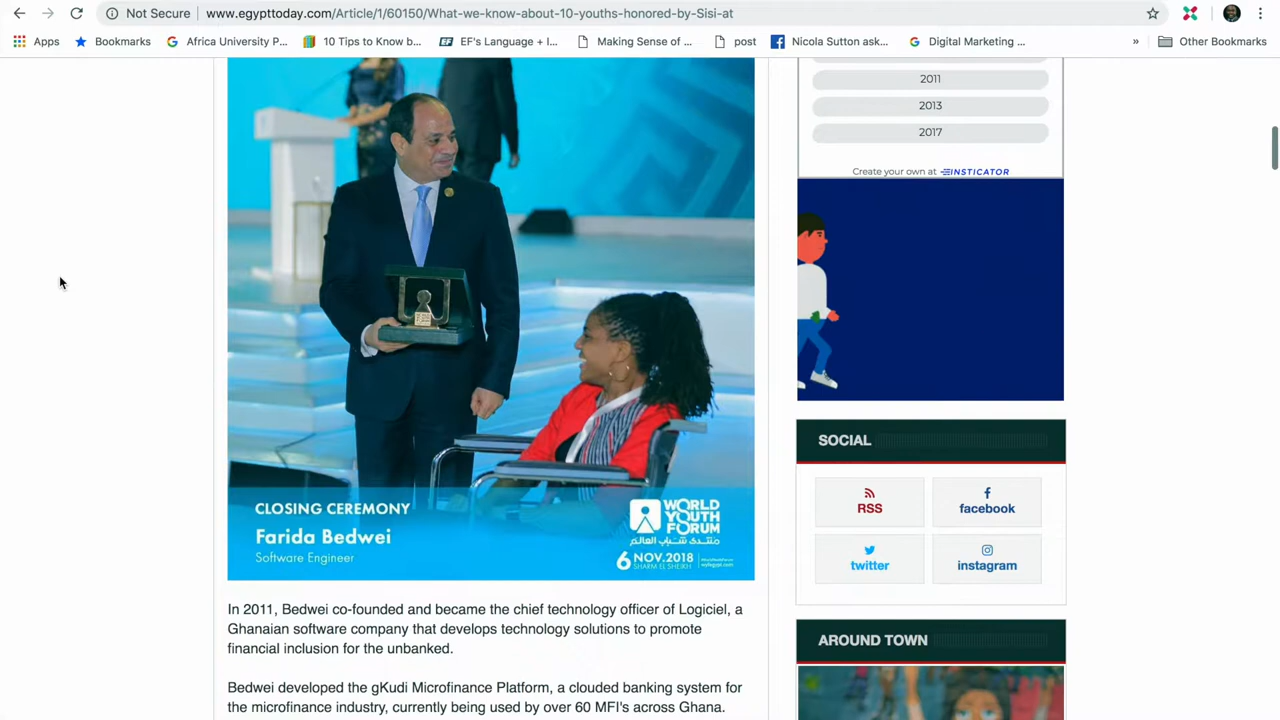 Not Secure www.egypttoday.com/Article/1/60150/What-we-know-about-10-youths-honored-by-Sisi-at
Apps Bookmarks Africa University P... 10 Tips to Know b... EF's Language + I... Making Sense of ... post Nicola Sutton ask... Digital Marketing ... » Other Bookmarks
2011
2013
2017
Create your own at INSTICATOR
CLOSING CEREMONY
Farida Bedwei
Software Engineer
WORLD
YOUTH
FORUM
منتدى شباب العالم
6 NOV.2018
SHARM EL SHEIKH
In 2011, Bedwei co-founded and became the chief technology officer of Logiciel, a
Ghanaian software company that develops technology solutions to promote
financial inclusion for the unbanked.
Bedwei developed the gKudi Microfinance Platform, a clouded banking system for
the microfinance industry, currently being used by over 60 MFI's across Ghana.
SOCIAL
RSS
facebook
twitter
instagram
AROUND TOWN